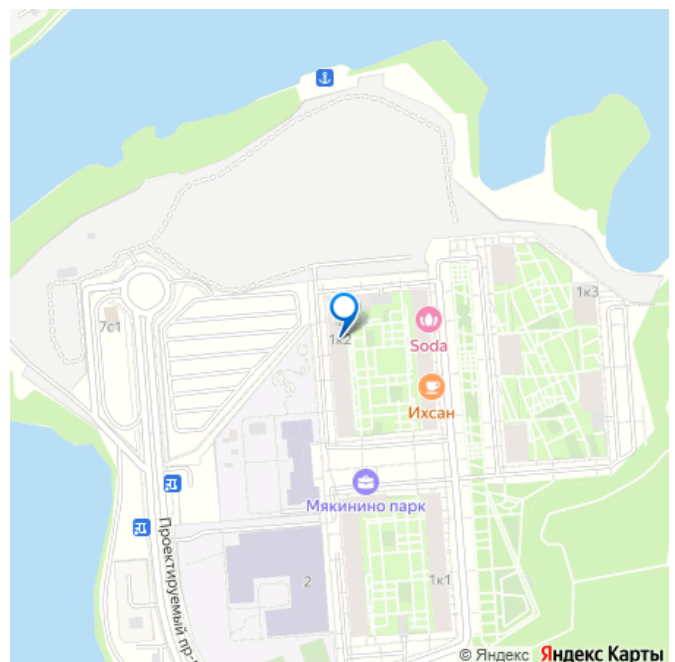 1к3
7с1
1к2
Soda
Ихсан
Мякинино парк
Проектируемый пр-
2
1к1
© Яндекс Яндекс Карты